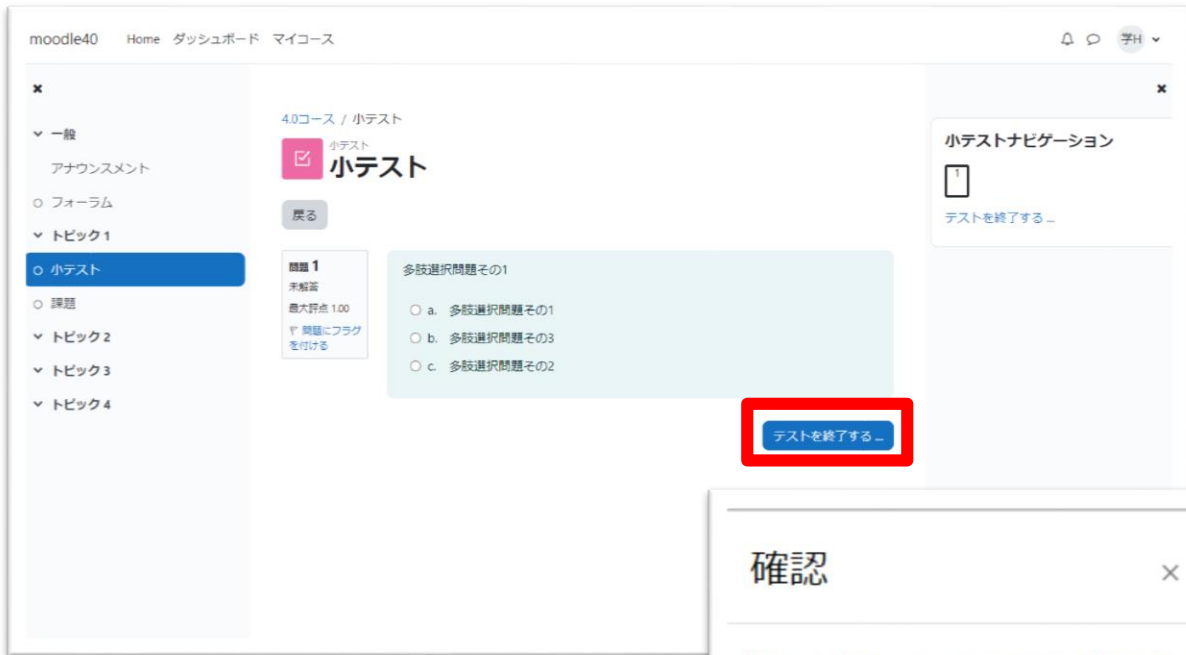 moodle40 Home ダッシュボード マイコース 学H
一般
アナウンスメント
フォーラム
トピック 1
小テスト
課題
トピック 2
トピック 3
トピック 4
4.0コース / 小テスト
小テスト
小テスト
戻る
問題 1
未解答
最大評点 1.00
問題にフラグ
を付ける
多肢選択問題その1
a. 多肢選択問題その1
b. 多肢選択問題その3
c. 多肢選択問題その2
テストを終了する ...
小テストナビゲーション
1
テストを終了する ...
確認